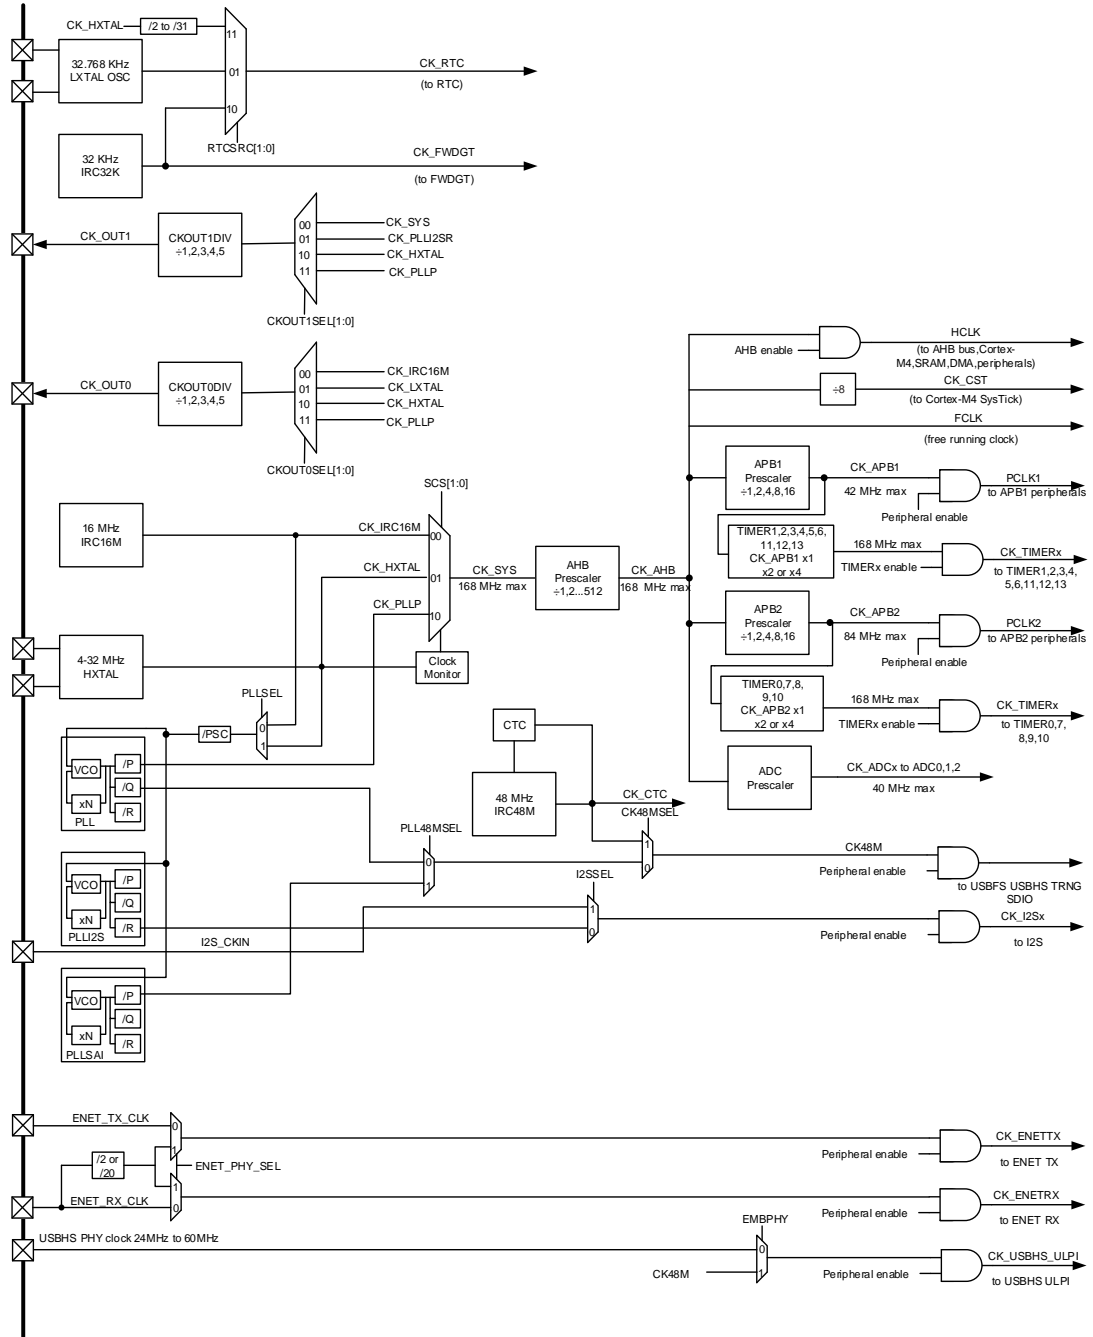 CK_HXTAL
/2 to /31
11
32.768 KHz
LXTAL OSC
01
CK_RTC
(to RTC)
10
RTCSRC[1:0]
32 KHz
IRC32K
CK_FWDGT
(to FWDGT)
CK_OUT1
CKOUT1DIV
÷1,2,3,4,5
00
01
10
11
CK_SYS
CK_PLLI2SR
CK_HXTAL
CK_PLLP
CKOUT1SEL[1:0]
CK_OUT0
CKOUT0DIV
÷1,2,3,4,5
00
01
10
11
CK_IRC16M
CK_LXTAL
CK_HXTAL
CK_PLLP
CKOUT0SEL[1:0]
AHB enable
HCLK
(to AHB bus,Cortex-
M4,SRAM,DMA,peripherals)
÷8
CK_CST
(to Cortex-M4 SysTick)
FCLK
(free running clock)
SCS[1:0]
16 MHz
IRC16M
CK_IRC16M
00
CK_HXTAL
01
CK_PLLP
10
CK_SYS
168 MHz max
AHB
Prescaler
÷1,2...512
CK_AHB
168 MHz max
APB1
Prescaler
÷1,2,4,8,16
CK_APB1
42 MHz max
Peripheral enable
PCLK1
to APB1 peripherals
TIMER1,2,3,4,5,6,
11,12,13
CK_APB1 x1
x2 or x4
168 MHz max
TIMERx enable
CK_TIMERx
to TIMER1,2,3,4,
5,6,11,12,13
APB2
Prescaler
÷1,2,4,8,16
CK_APB2
84 MHz max
Peripheral enable
PCLK2
to APB2 peripherals
TIMER0,7,8,
9,10
CK_APB2 x1
x2 or x4
168 MHz max
TIMERx enable
CK_TIMERx
to TIMER0,7,
8,9,10
ADC
Prescaler
CK_ADCx to ADC0,1,2
40 MHz max
4-32 MHz
HXTAL
Clock
Monitor
PLLSEL
0
1
/PSC
VCO
xN
/P
/Q
/R
PLL
CTC
48 MHz
IRC48M
CK_CTC
CK48MSEL
1
0
PLL48MSEL
0
1
CK48M
Peripheral enable
to USBFS USBHS TRNG
SDIO
VCO
xN
/P
/Q
/R
PLLI2S
I2SSEL
1
0
I2S_CKIN
Peripheral enable
CK_I2Sx
to I2S
VCO
xN
/P
/Q
/R
PLLSAI
ENET_TX_CLK
0
1
/2 or
/20
ENET_PHY_SEL
1
0
ENET_RX_CLK
Peripheral enable
CK_ENETTX
to ENET TX
Peripheral enable
CK_ENETRX
to ENET RX
USBHS PHY clock 24MHz to 60MHz
EMBPHY
0
1
CK48M
Peripheral enable
CK_USBHS_ULPI
to USBHS ULPI